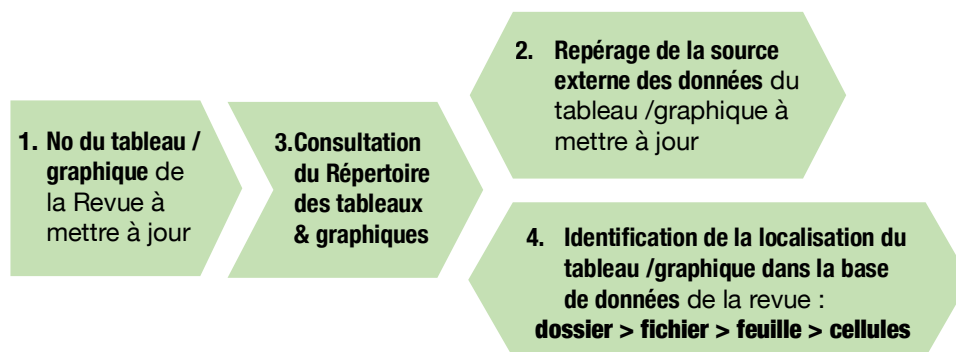 1. No du tableau /
graphique de
la Revue à
mettre à jour
3.Consultation
du Répertoire
des tableaux
& graphiques
2. Repérage de la source
externe des données du
tableau /graphique à
mettre à jour
4. Identification de la localisation du
tableau /graphique dans la base
de données de la revue :
dossier > fichier > feuille > cellules